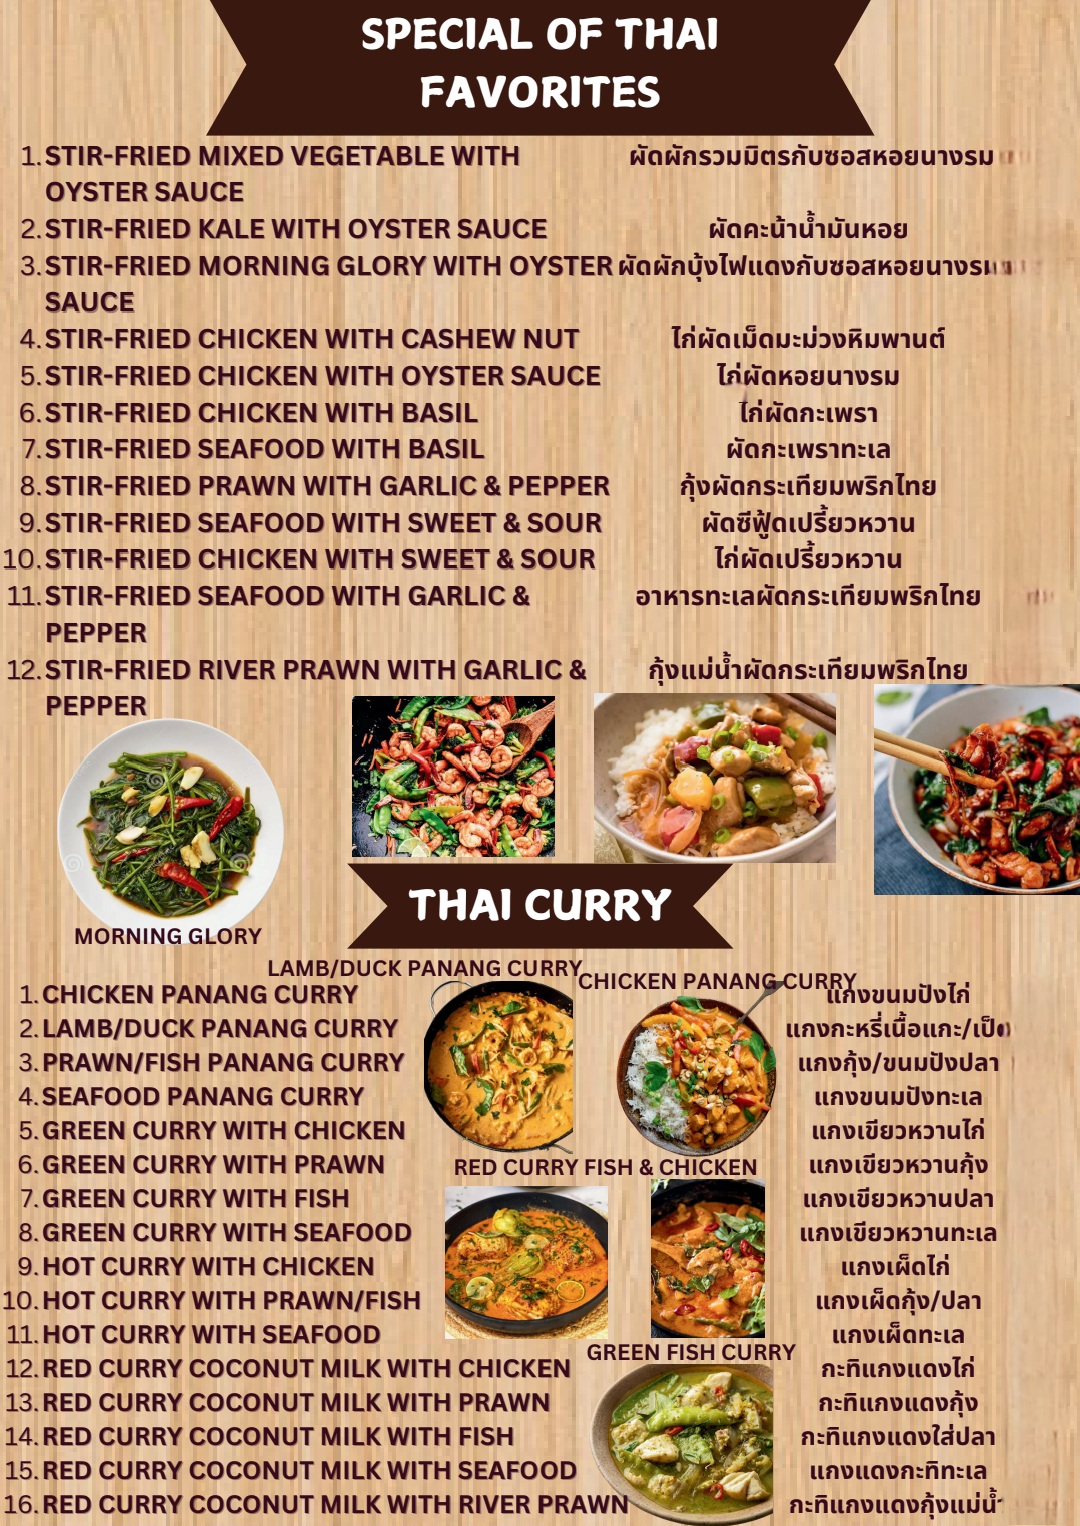 SPECIAL OF THAI
FAVORITES
1. STIR-FRIED MIXED VEGETABLE WITH ผัดผักรวมมิตรกับซอสหอยนางรม
OYSTER SAUCE
2. STIR-FRIED KALE WITH OYSTER SAUCE ผัดคะน้าน้ำมันหอย
3. STIR-FRIED MORNING GLORY WITH OYSTER ผัดผักบุ้งไฟแดงกับซอสหอยนางรม
SAUCE
4. STIR-FRIED CHICKEN WITH CASHEW NUT ไก่ผัดเม็ดมะม่วงหิมพานต์
5. STIR-FRIED CHICKEN WITH OYSTER SAUCE ไก่ผัดหอยนางรม
6. STIR-FRIED CHICKEN WITH BASIL ไก่ผัดกะเพรา
7. STIR-FRIED SEAFOOD WITH BASIL ผัดกะเพราทะเล
8. STIR-FRIED PRAWN WITH GARLIC & PEPPER กุ้งผัดกระเทียมพริกไทย
9. STIR-FRIED SEAFOOD WITH SWEET & SOUR ผัดซีฟู้ดเปรี้ยวหวาน
10. STIR-FRIED CHICKEN WITH SWEET & SOUR ไก่ผัดเปรี้ยวหวาน
11. STIR-FRIED SEAFOOD WITH GARLIC & อาหารทะเลผัดกระเทียมพริกไทย
PEPPER
12. STIR-FRIED RIVER PRAWN WITH GARLIC & กุ้งแม่น้ำผัดกระเทียมพริกไทย
PEPPER
MORNING GLORY
THAI CURRY
LAMB/DUCK PANANG CURRY
CHICKEN PANANG CURRY
1. CHICKEN PANANG CURRY แกงขนมปังไก่
2. LAMB/DUCK PANANG CURRY แกงกะหรี่เนื้อแกะ/เป็ด
3. PRAWN/FISH PANANG CURRY แกงกุ้ง/ขนมปังปลา
4. SEAFOOD PANANG CURRY แกงขนมปังทะเล
5. GREEN CURRY WITH CHICKEN แกงเขียวหวานไก่
6. GREEN CURRY WITH PRAWN แกงเขียวหวานกุ้ง
RED CURRY FISH & CHICKEN
7. GREEN CURRY WITH FISH แกงเขียวหวานปลา
8. GREEN CURRY WITH SEAFOOD แกงเขียวหวานทะเล
9. HOT CURRY WITH CHICKEN แกงเผ็ดไก่
10. HOT CURRY WITH PRAWN/FISH แกงเผ็ดกุ้ง/ปลา
11. HOT CURRY WITH SEAFOOD แกงเผ็ดทะเล
GREEN FISH CURRY
12. RED CURRY COCONUT MILK WITH CHICKEN กะทิแกงแดงไก่
13. RED CURRY COCONUT MILK WITH PRAWN กะทิแกงแดงกุ้ง
14. RED CURRY COCONUT MILK WITH FISH กะทิแกงแดงใส่ปลา
15. RED CURRY COCONUT MILK WITH SEAFOOD แกงแดงกะทิทะเล
16. RED CURRY COCONUT MILK WITH RIVER PRAWN กะทิแกงแดงกุ้งแม่น้ำ